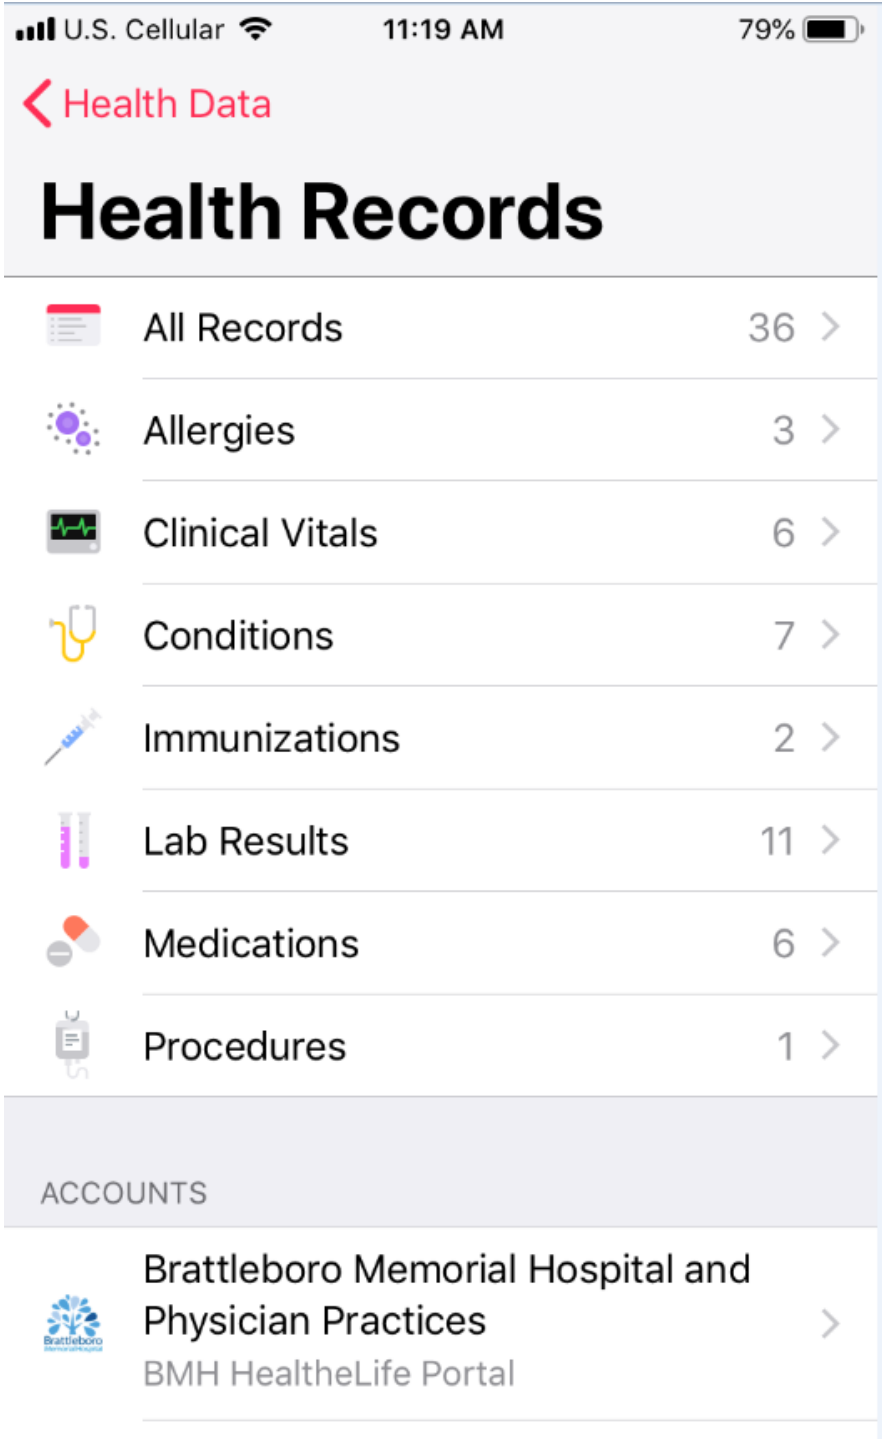 U.S. Cellular 11:19 AM 79%
Health Data
Health Records
All Records 36
Allergies 3
Clinical Vitals 6
Conditions 7
Immunizations 2
Lab Results 11
Medications 6
Procedures 1
ACCOUNTS
Brattleboro Memorial Hospital and
Physician Practices
BMH HealtheLife Portal
Brattleboro
Memorial Hospital